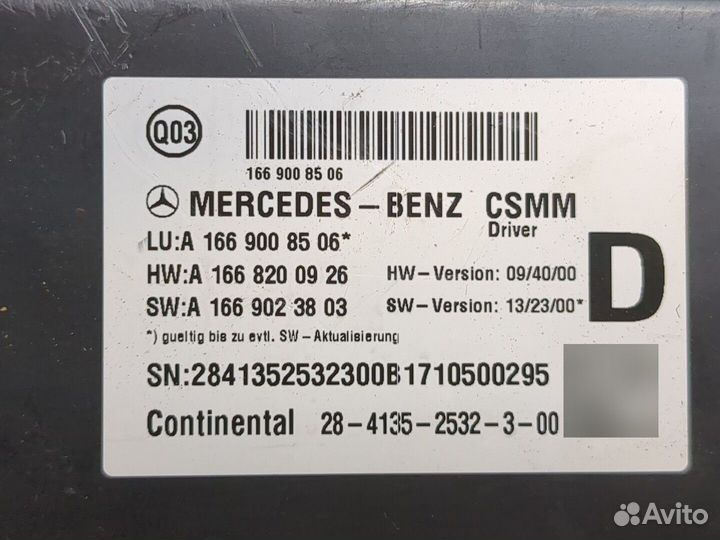 Q03
166 900 85 06
MERCEDES-BENZ CSMM
Driver
LU:A 166 900 85 06*
HW:A 166 820 09 26 HW-Version: 09/40/00
SW:A 166 902 38 03 SW-Version: 13/23/00*
D
*) gueltig bis zu evtl. SW-Aktualisierung
SN:2841352532300B1710500295
Continental 28-4135-2532-3-00
Avito